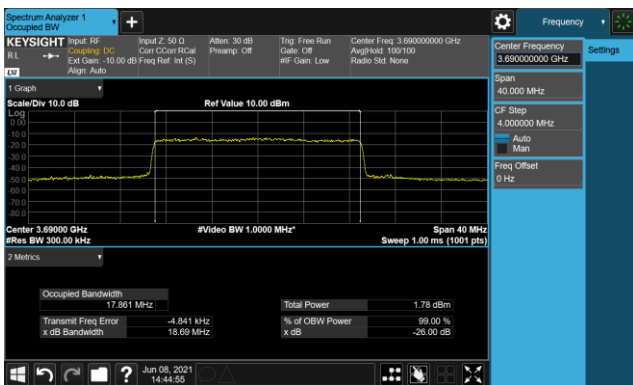 Spectrum Analyzer 1
Occupied BW
+
Frequency
KEYSIGHT Input: RF Input Z: 50 Ω Atten: 30 dB Trig: Free Run Center Freq: 3.690000000 GHz
RL Coupling: DC Corr CCorr RCal Preamp: Off Gate: Off Avg|Hold: 100/100
Ext Gain: -10.00 dB Freq Ref: Int (S) #IF Gain: Low Radio Std: None
LXI Align: Auto
Center Frequency
3.690000000 GHz
Settings
Span
40.000 MHz
CF Step
4.000000 MHz
Auto
Man
Freq Offset
0 Hz
1 Graph
Scale/Div 10.0 dB Ref Value 10.00 dBm
Log
0.00
-10.0
-20.0
-30.0
-40.0
-50.0
-60.0
-70.0
-80.0
Center 3.69000 GHz #Video BW 1.0000 MHz* Span 40 MHz
#Res BW 300.00 kHz Sweep 1.00 ms (1001 pts)
2 Metrics
Occupied Bandwidth
17.861 MHz Total Power 1.78 dBm
Transmit Freq Error -4.841 kHz % of OBW Power 99.00 %
x dB Bandwidth 18.69 MHz x dB -26.00 dB
? Jun 08, 2021
14:44:55